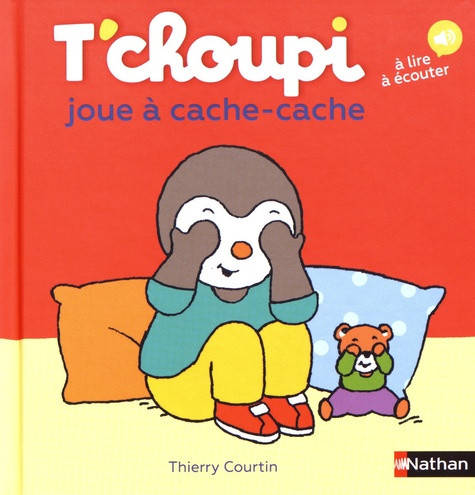 T'choupi
joue à cache-cache
à lire
à écouter
Thierry Courtin
Nathan